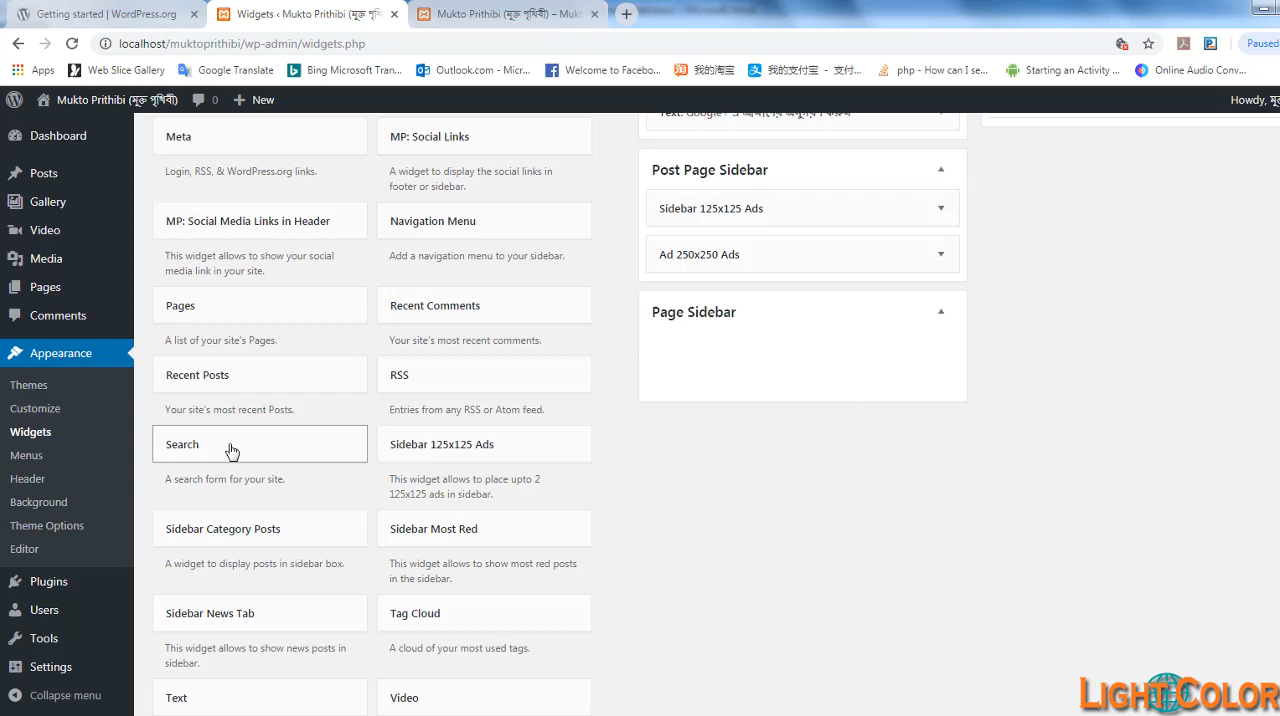 Getting started | WordPress.org
Widgets ‹ Mukto Prithibi (মুক্ত পৃথি
Mukto Prithibi (মুক্ত পৃথিবী) – Muk
localhost/muktoprithibi/wp-admin/widgets.php
Paused
Apps
Web Slice Gallery
Google Translate
Bing Microsoft Tran...
Outlook.com - Micr...
Welcome to Facebo...
我的淘宝
我的支付宝 - 支付...
php - How can I se...
Starting an Activity ...
Online Audio Conv...
Mukto Prithibi (মুক্ত পৃথিবী)
0
New
Howdy,
Dashboard
Posts
Gallery
Video
Media
Pages
Comments
Appearance
Themes
Customize
Widgets
Menus
Header
Background
Theme Options
Editor
Plugins
Users
Tools
Settings
Collapse menu
Meta
Login, RSS, & WordPress.org links.
MP: Social Links
A widget to display the social links in
footer or sidebar.
MP: Social Media Links in Header
This widget allows to show your social
media link in your site.
Navigation Menu
Add a navigation menu to your sidebar.
Pages
A list of your site's Pages.
Recent Comments
Your site's most recent comments.
Recent Posts
Your site's most recent Posts.
RSS
Entries from any RSS or Atom feed.
Search
A search form for your site.
Sidebar 125x125 Ads
This widget allows to place upto 2
125x125 ads in sidebar.
Sidebar Category Posts
A widget to display posts in sidebar box.
Sidebar Most Red
This widget allows to show most red posts
in the sidebar.
Sidebar News Tab
This widget allows to show news posts in
sidebar.
Tag Cloud
A cloud of your most used tags.
Text
Video
Post Page Sidebar
Sidebar 125x125 Ads
Ad 250x250 Ads
Page Sidebar
LIGHT COLOR